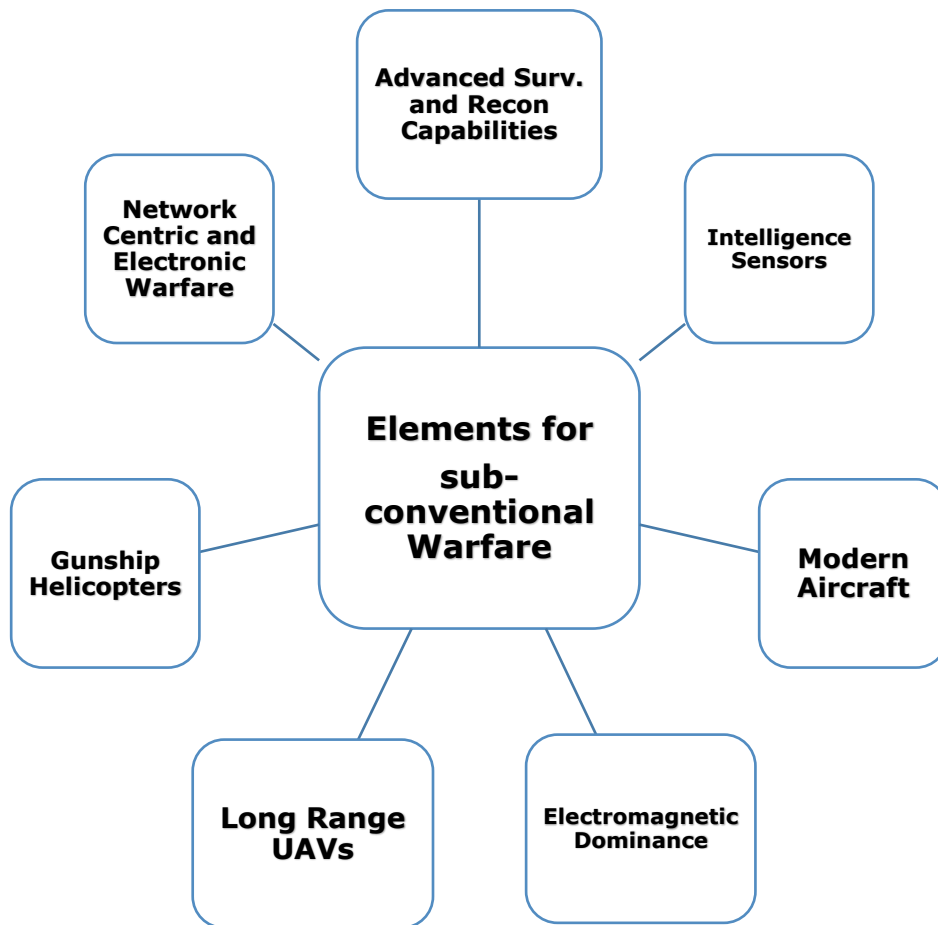 Advanced Surv.
and Recon
Capabilities
Network
Centric and
Electronic
Warfare
Intelligence
Sensors
Elements for
sub-
conventional
Warfare
Gunship
Helicopters
Modern
Aircraft
Long Range
UAVs
Electromagnetic
Dominance